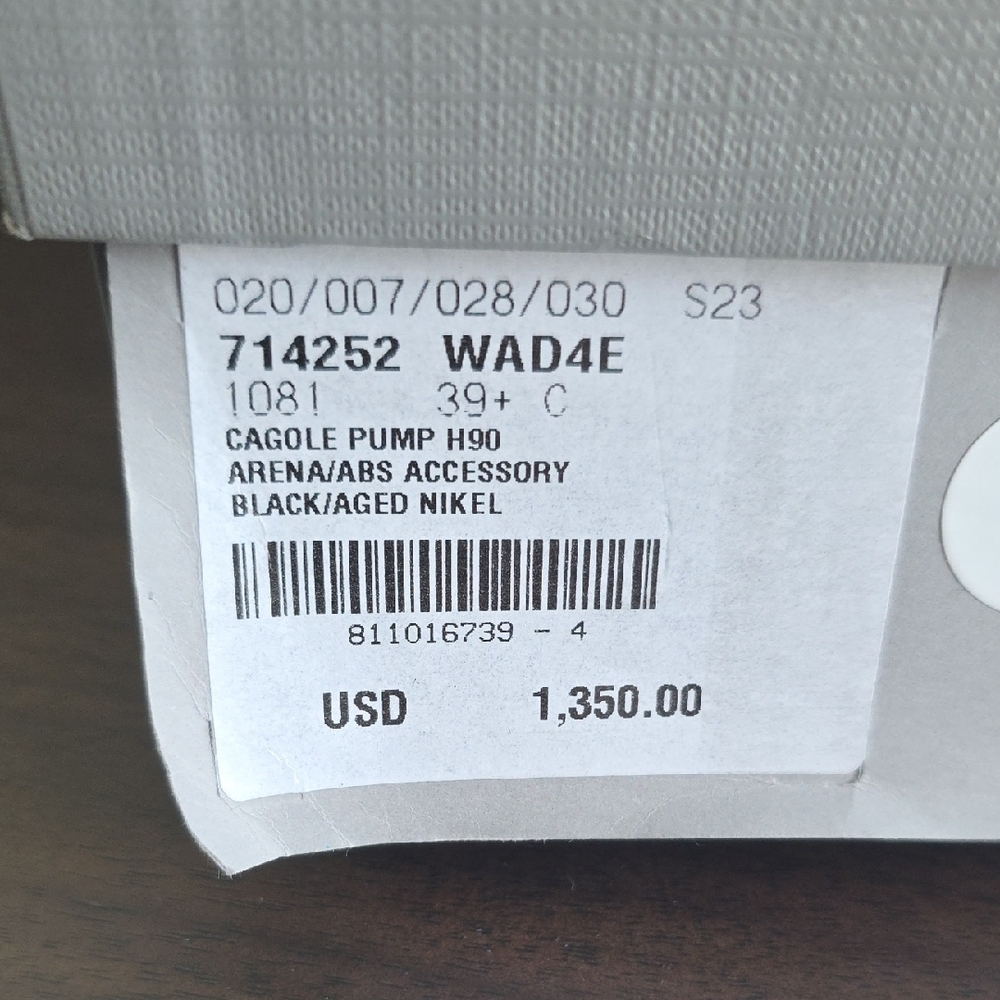 020/007/028/030 S23
714252 WAD4E
1081 39+ C
CAGOLE PUMP H90
ARENA/ABS ACCESSORY
BLACK/AGED NIKEL
811016739 - 4
USD 1,350.00